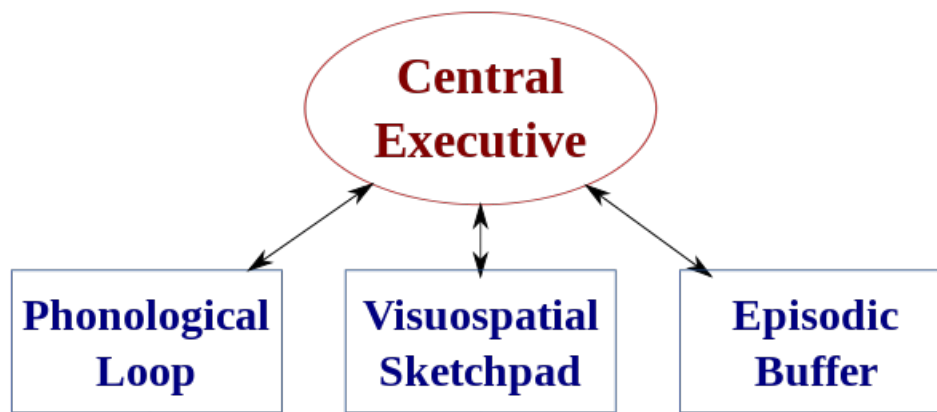 Central
Executive
Phonological
Loop
Visuospatial
Sketchpad
Episodic
Buffer